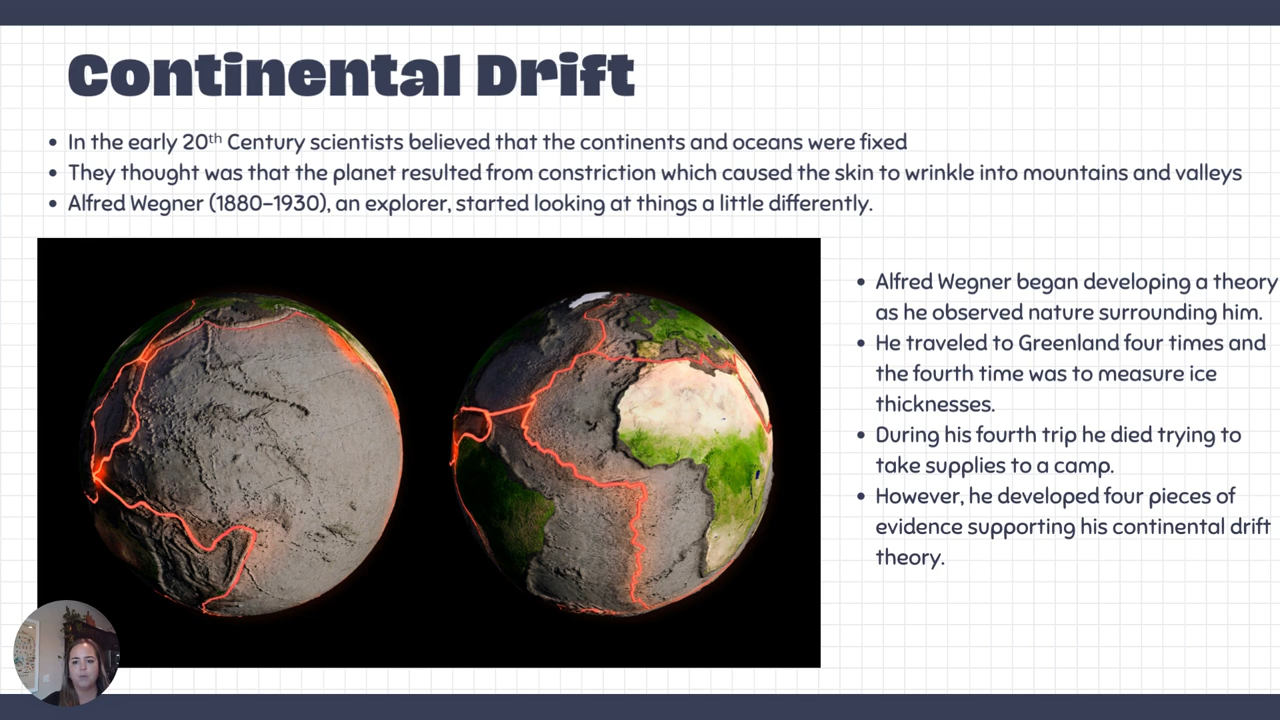 Continental Drift
• In the early 20th Century scientists believed that the continents and oceans were fixed
• They thought was that the planet resulted from constriction which caused the skin to wrinkle into mountains and valleys
• Alfred Wegner (1880-1930), an explorer, started looking at things a little differently.
• Alfred Wegner began developing a theory
as he observed nature surrounding him.
• He traveled to Greenland four times and
the fourth time was to measure ice
thicknesses.
• During his fourth trip he died trying to
take supplies to a camp.
• However, he developed four pieces of
evidence supporting his continental drift
theory.